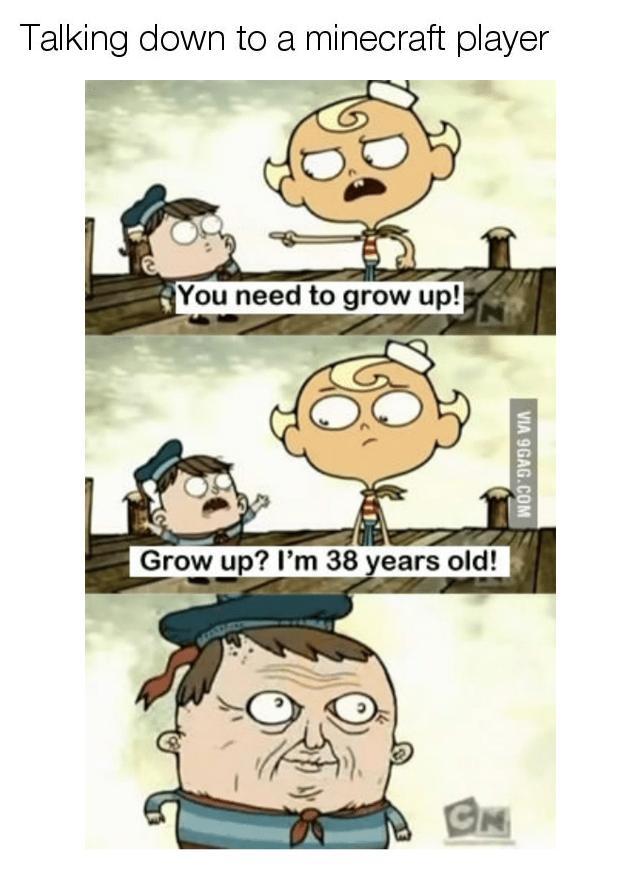 Talking down to a minecraft player
You need to grow up!
CN
VIA 9GAG.COM
Grow up? I'm 38 years old!
CN